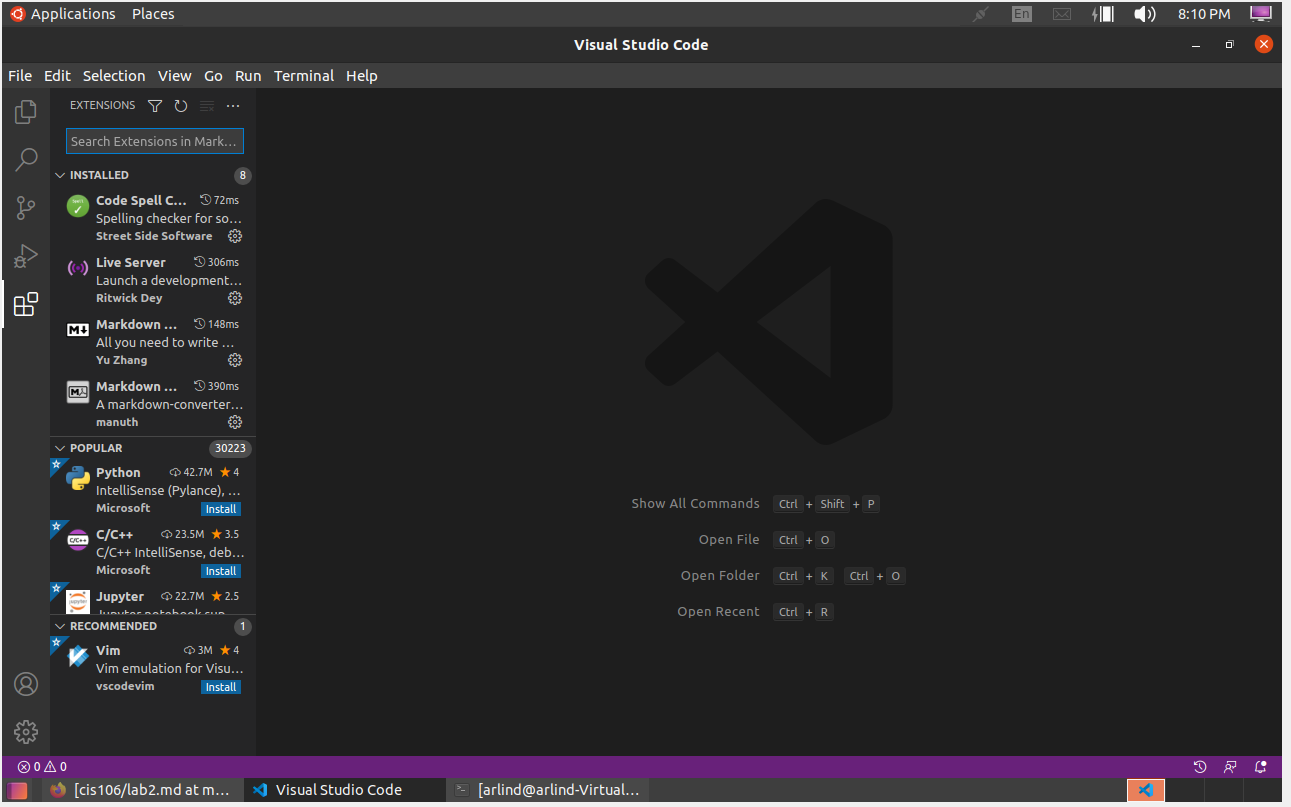 Applications Places En 8:10 PM
Visual Studio Code
File Edit Selection View Go Run Terminal Help
EXTENSIONS
Search Extensions in Mark...
INSTALLED 8
Code Spell C... 72ms
Spelling checker for so...
Street Side Software
Live Server 306ms
Launch a development...
Ritwick Dey
Markdown ... 148ms
All you need to write ...
Yu Zhang
Markdown ... 390ms
A markdown-converter...
manuth
POPULAR 30223
Python 42.7M 4
IntelliSense (Pylance), ...
Microsoft Install
C/C++ 23.5M 3.5
C/C++ IntelliSense, deb...
Microsoft Install
Jupyter 22.7M 2.5
Jupyter notebook sup...
RECOMMENDED 1
Vim 3M 4
Vim emulation for Visu...
vscodevim Install
Show All Commands Ctrl + Shift + P
Open File Ctrl + O
Open Folder Ctrl + K Ctrl + O
Open Recent Ctrl + R
0 0
[cis106/lab2.md at m... Visual Studio Code [arlind@arlind-Virtual...